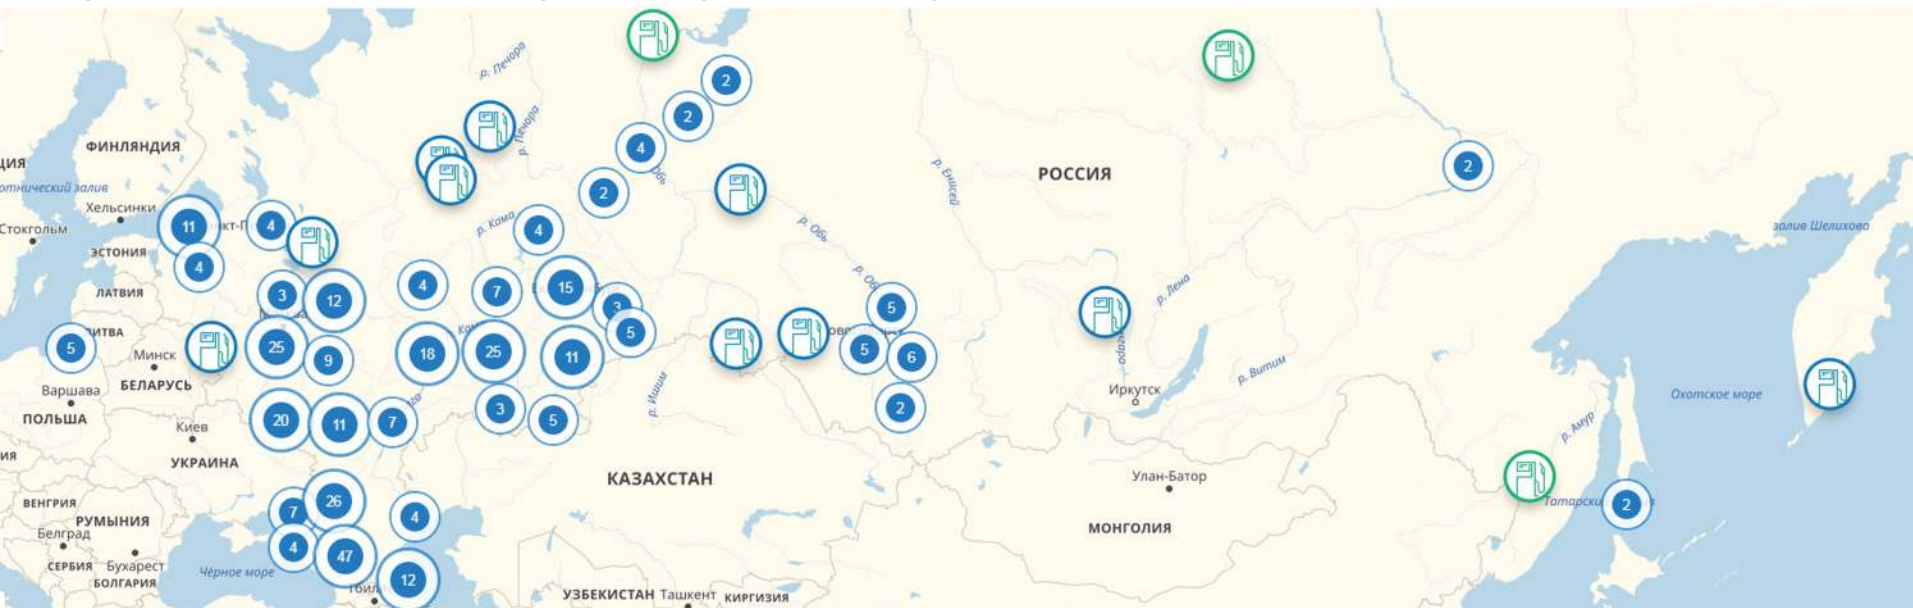 р. Печора
2
2
р. Печора
ФИНЛЯНДИЯ
4
Обь
РОССИЯ
2
ЦИЯ
р. Енисей
2
Хельсинки
11
4
р. Кама
4
р. Обь
залив Шелихова
Стокгольм
ЭСТОНИЯ
4
ЛАТВИЯ
3
12
4
7
15
3
р. Об
5
р. Лена
5
25
9
18
25
11
5
5
6
Минск
БЕЛАРУСЬ
Варшава
ПОЛЬША
р. Ишим
Иркутск
р. Витим
Охотское море
20
11
7
3
5
2
Киев
УКРАИНА
р. Амур
КАЗАХСТАН
Улан-Батор
ВЕНГРИЯ
РУМЫНИЯ
7
26
4
Татарски
2
МОНГОЛИЯ
Белград
4
47
СЕРБИЯ
Бухарест
Чёрное море
12
БОЛГАРИЯ
УЗБЕКИСТАН
Ташкент
КИРГИЗИЯ